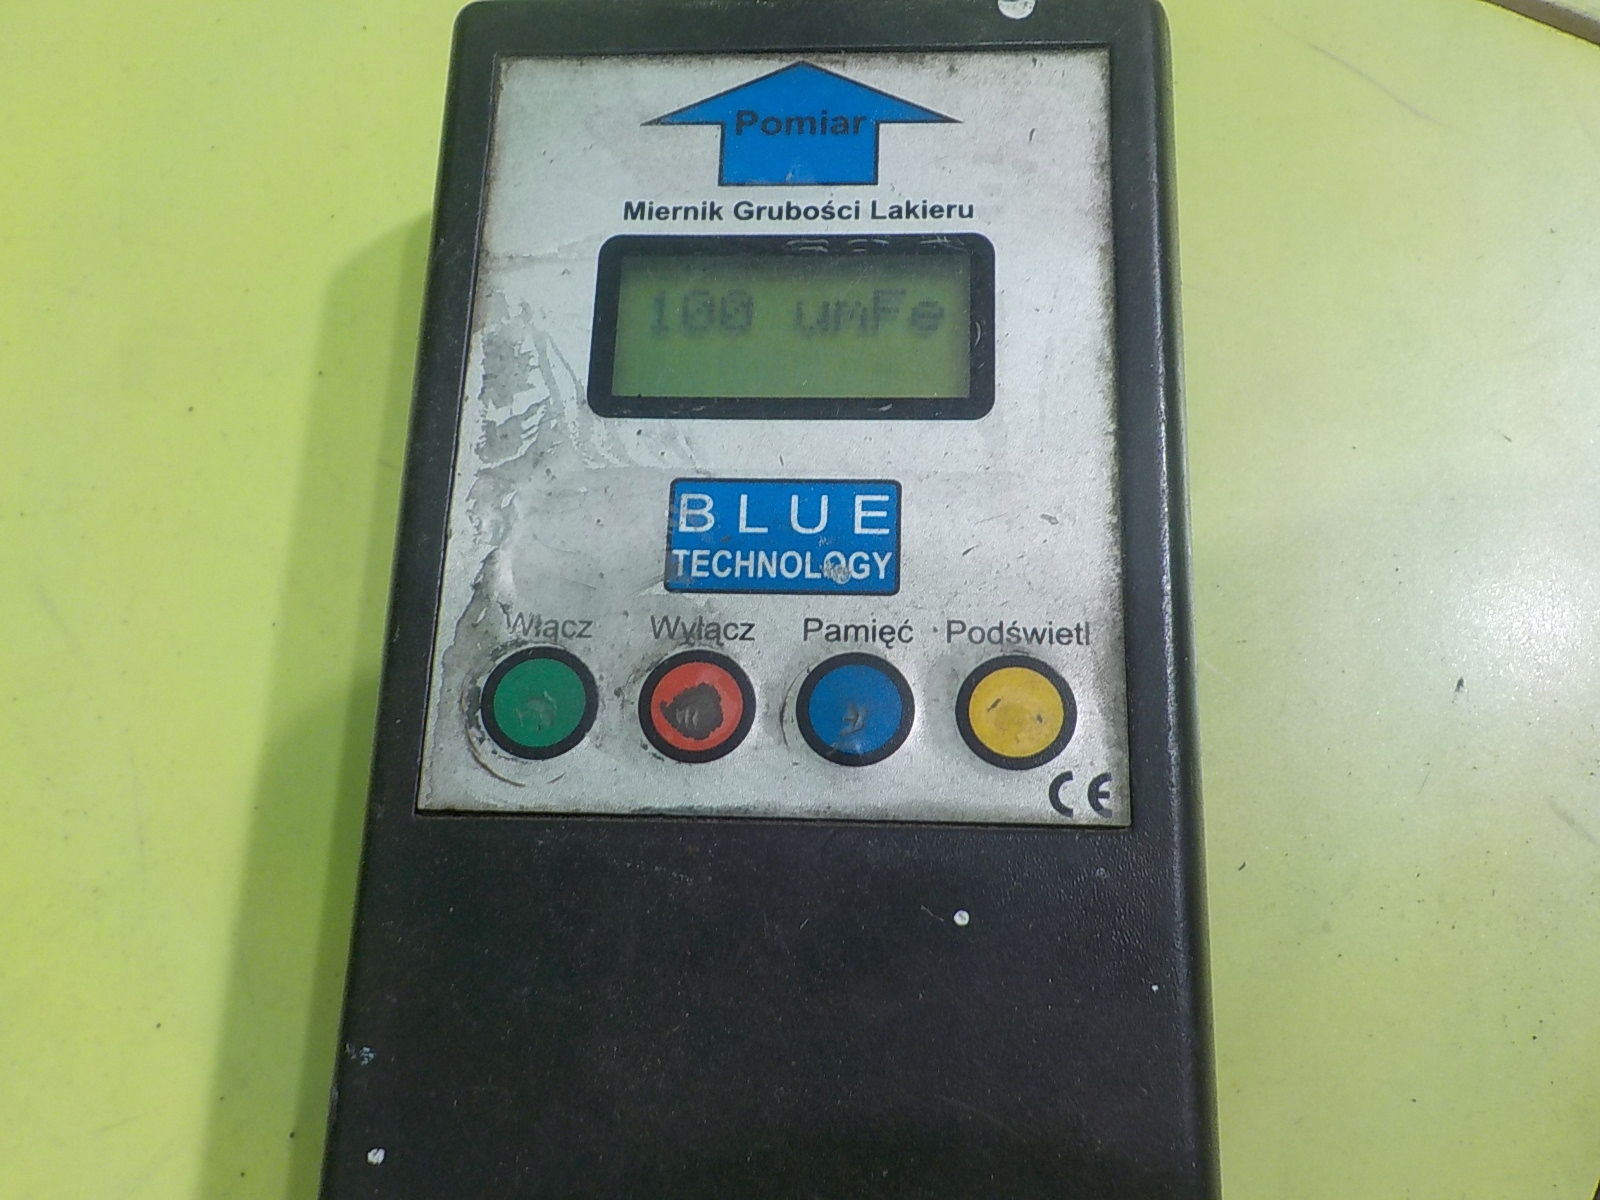 Pomiar
Miernik Grubości Lakieru
100 umFe
BLUE
TECHNOLOGY
Włącz Wyłącz Pamięć Podświetl
CE